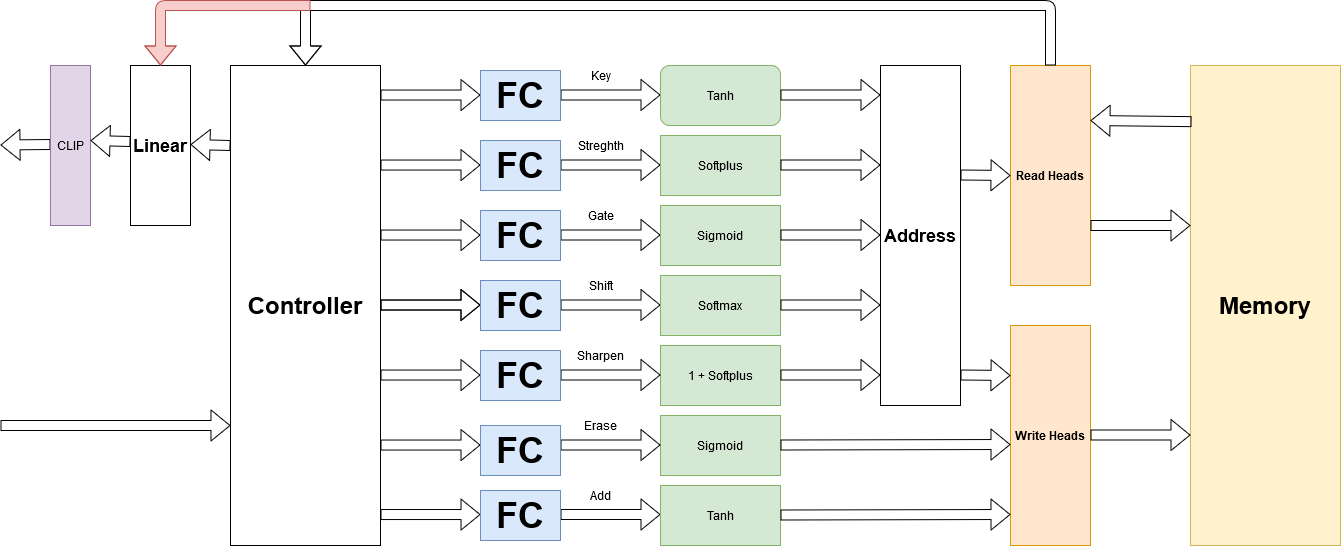 CLIP
Linear
Controller
FC
Key
Tanh
FC
Streghth
Softplus
FC
Gate
Sigmoid
FC
Shift
Softmax
FC
Sharpen
1 + Softplus
FC
Erase
Sigmoid
FC
Add
Tanh
Address
Read Heads
Write Heads
Memory